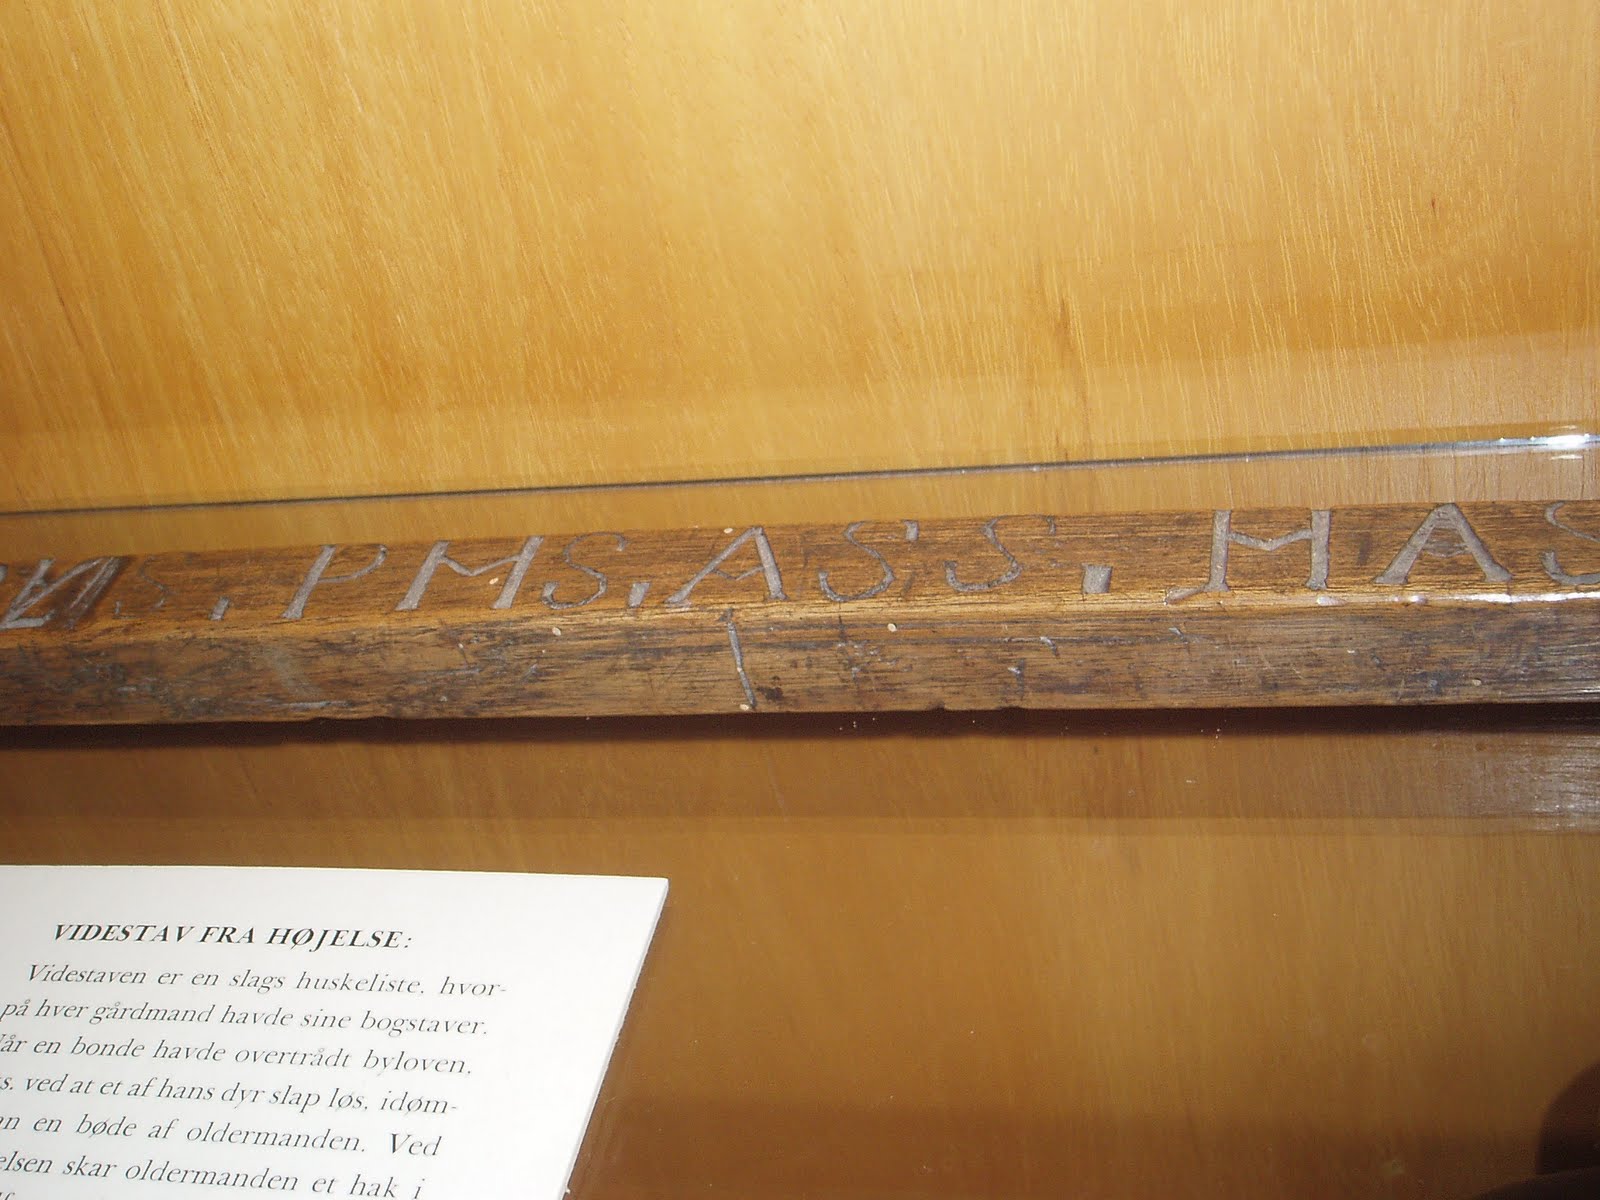 S. PMS. ASS. HAS
VIDESTAV FRA HØJELSE:
Videstaven er en slags huskeliste, hvor-
på hver gårdmand havde sine bogstaver.
en bonde havde overtrådt byloven,
ved at et af hans dyr slap løs, idøm-
en bøde af oldermanden. Ved
skar oldermanden et hak i